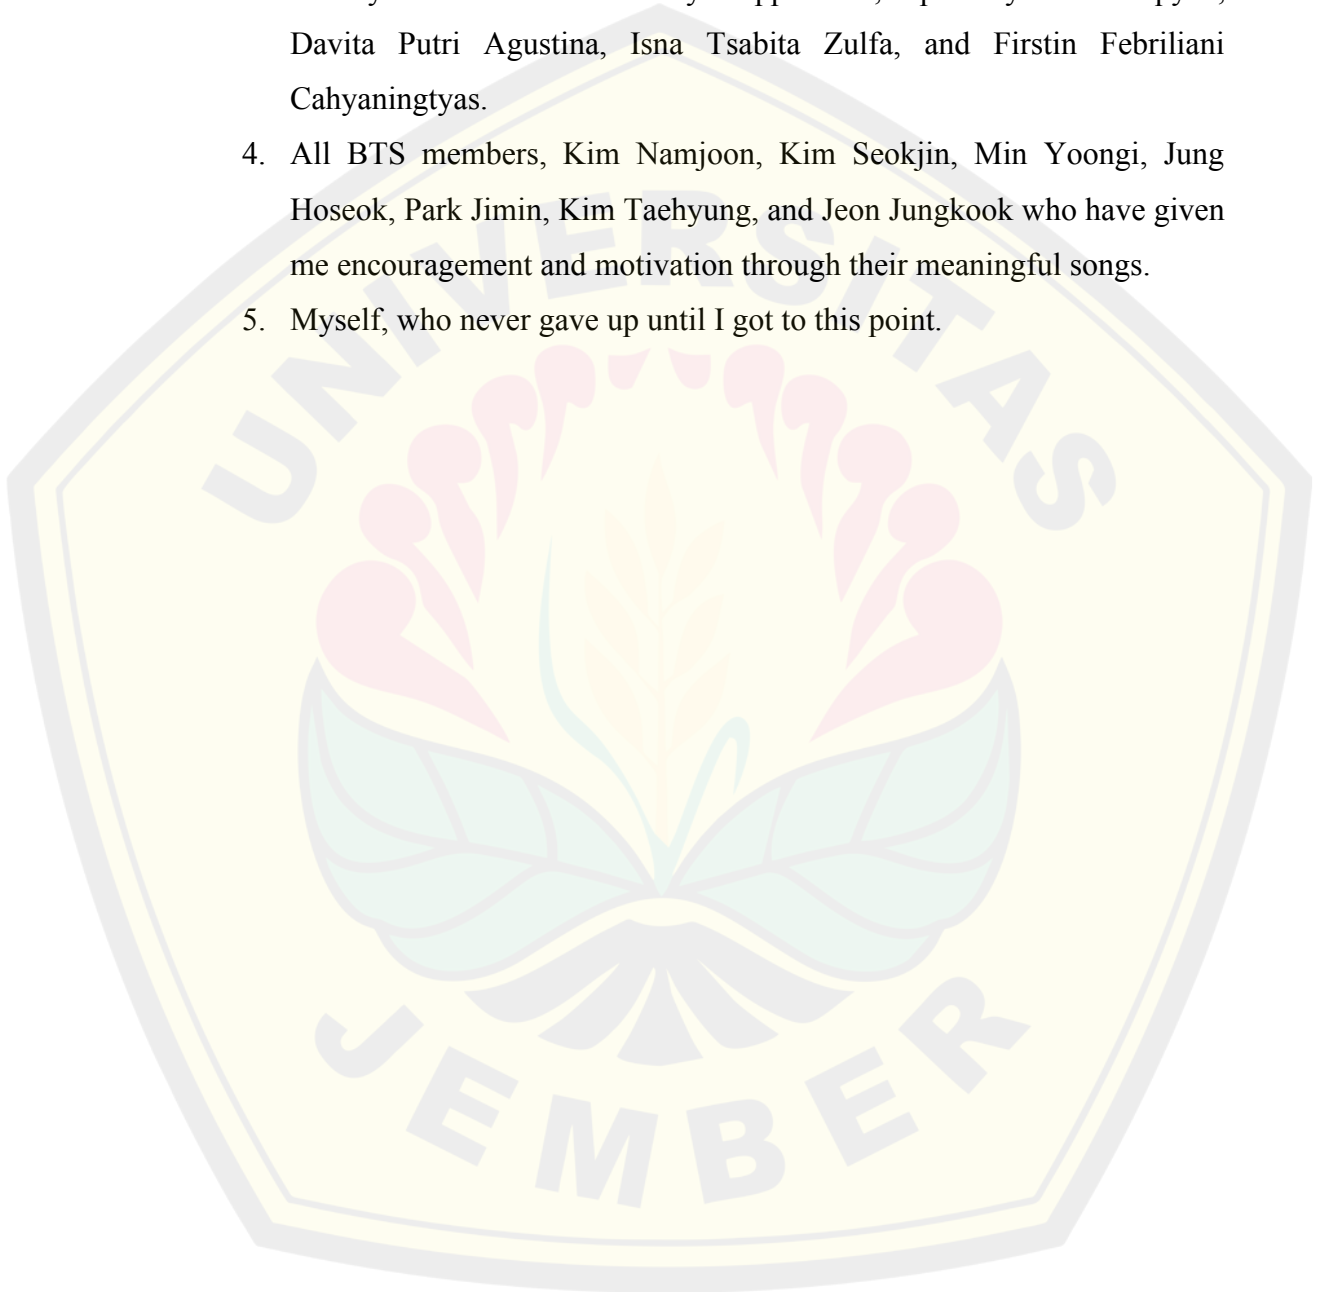 Davita Putri Agustina, Isna Tsabita Zulfa, and Firstin Febriliani
Cahyaningtyas.
4. All BTS members, Kim Namjoon, Kim Seokjin, Min Yoongi, Jung
Hoseok, Park Jimin, Kim Taehyung, and Jeon Jungkook who have given
me encouragement and motivation through their meaningful songs.
5. Myself, who never gave up until I got to this point.
UNIVERSITAS
JEMBER